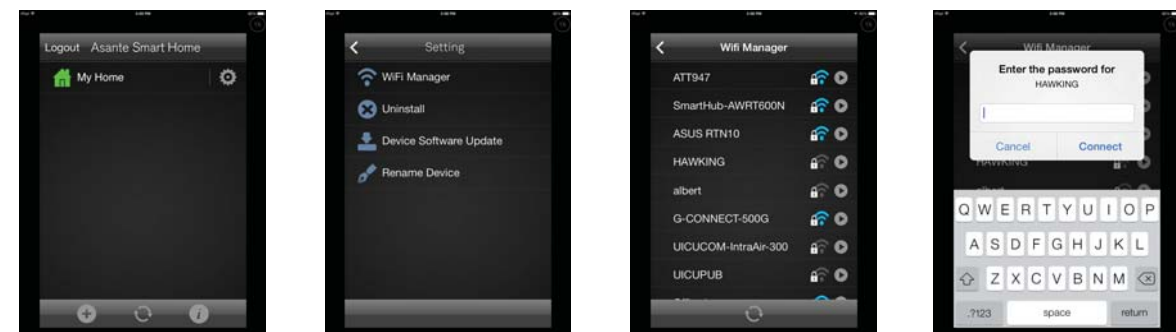 Logout Asante Smart Home
My Home
Setting
WiFi Manager
Uninstall
Device Software Update
Rename Device
Wifi Manager
ATT947
SmartHub-AWRT600N
ASUS RTN10
HAWKING
albert
G-CONNECT-500G
UICUCOM-IntraAir-300
UICUPUB
Wifi Manager
Enter the password for
HAWKING
Cancel Connect
HAWKING
albert
Q W E R T Y U I O P
A S D F G H J K L
Z X C V B N M
.?123 space return